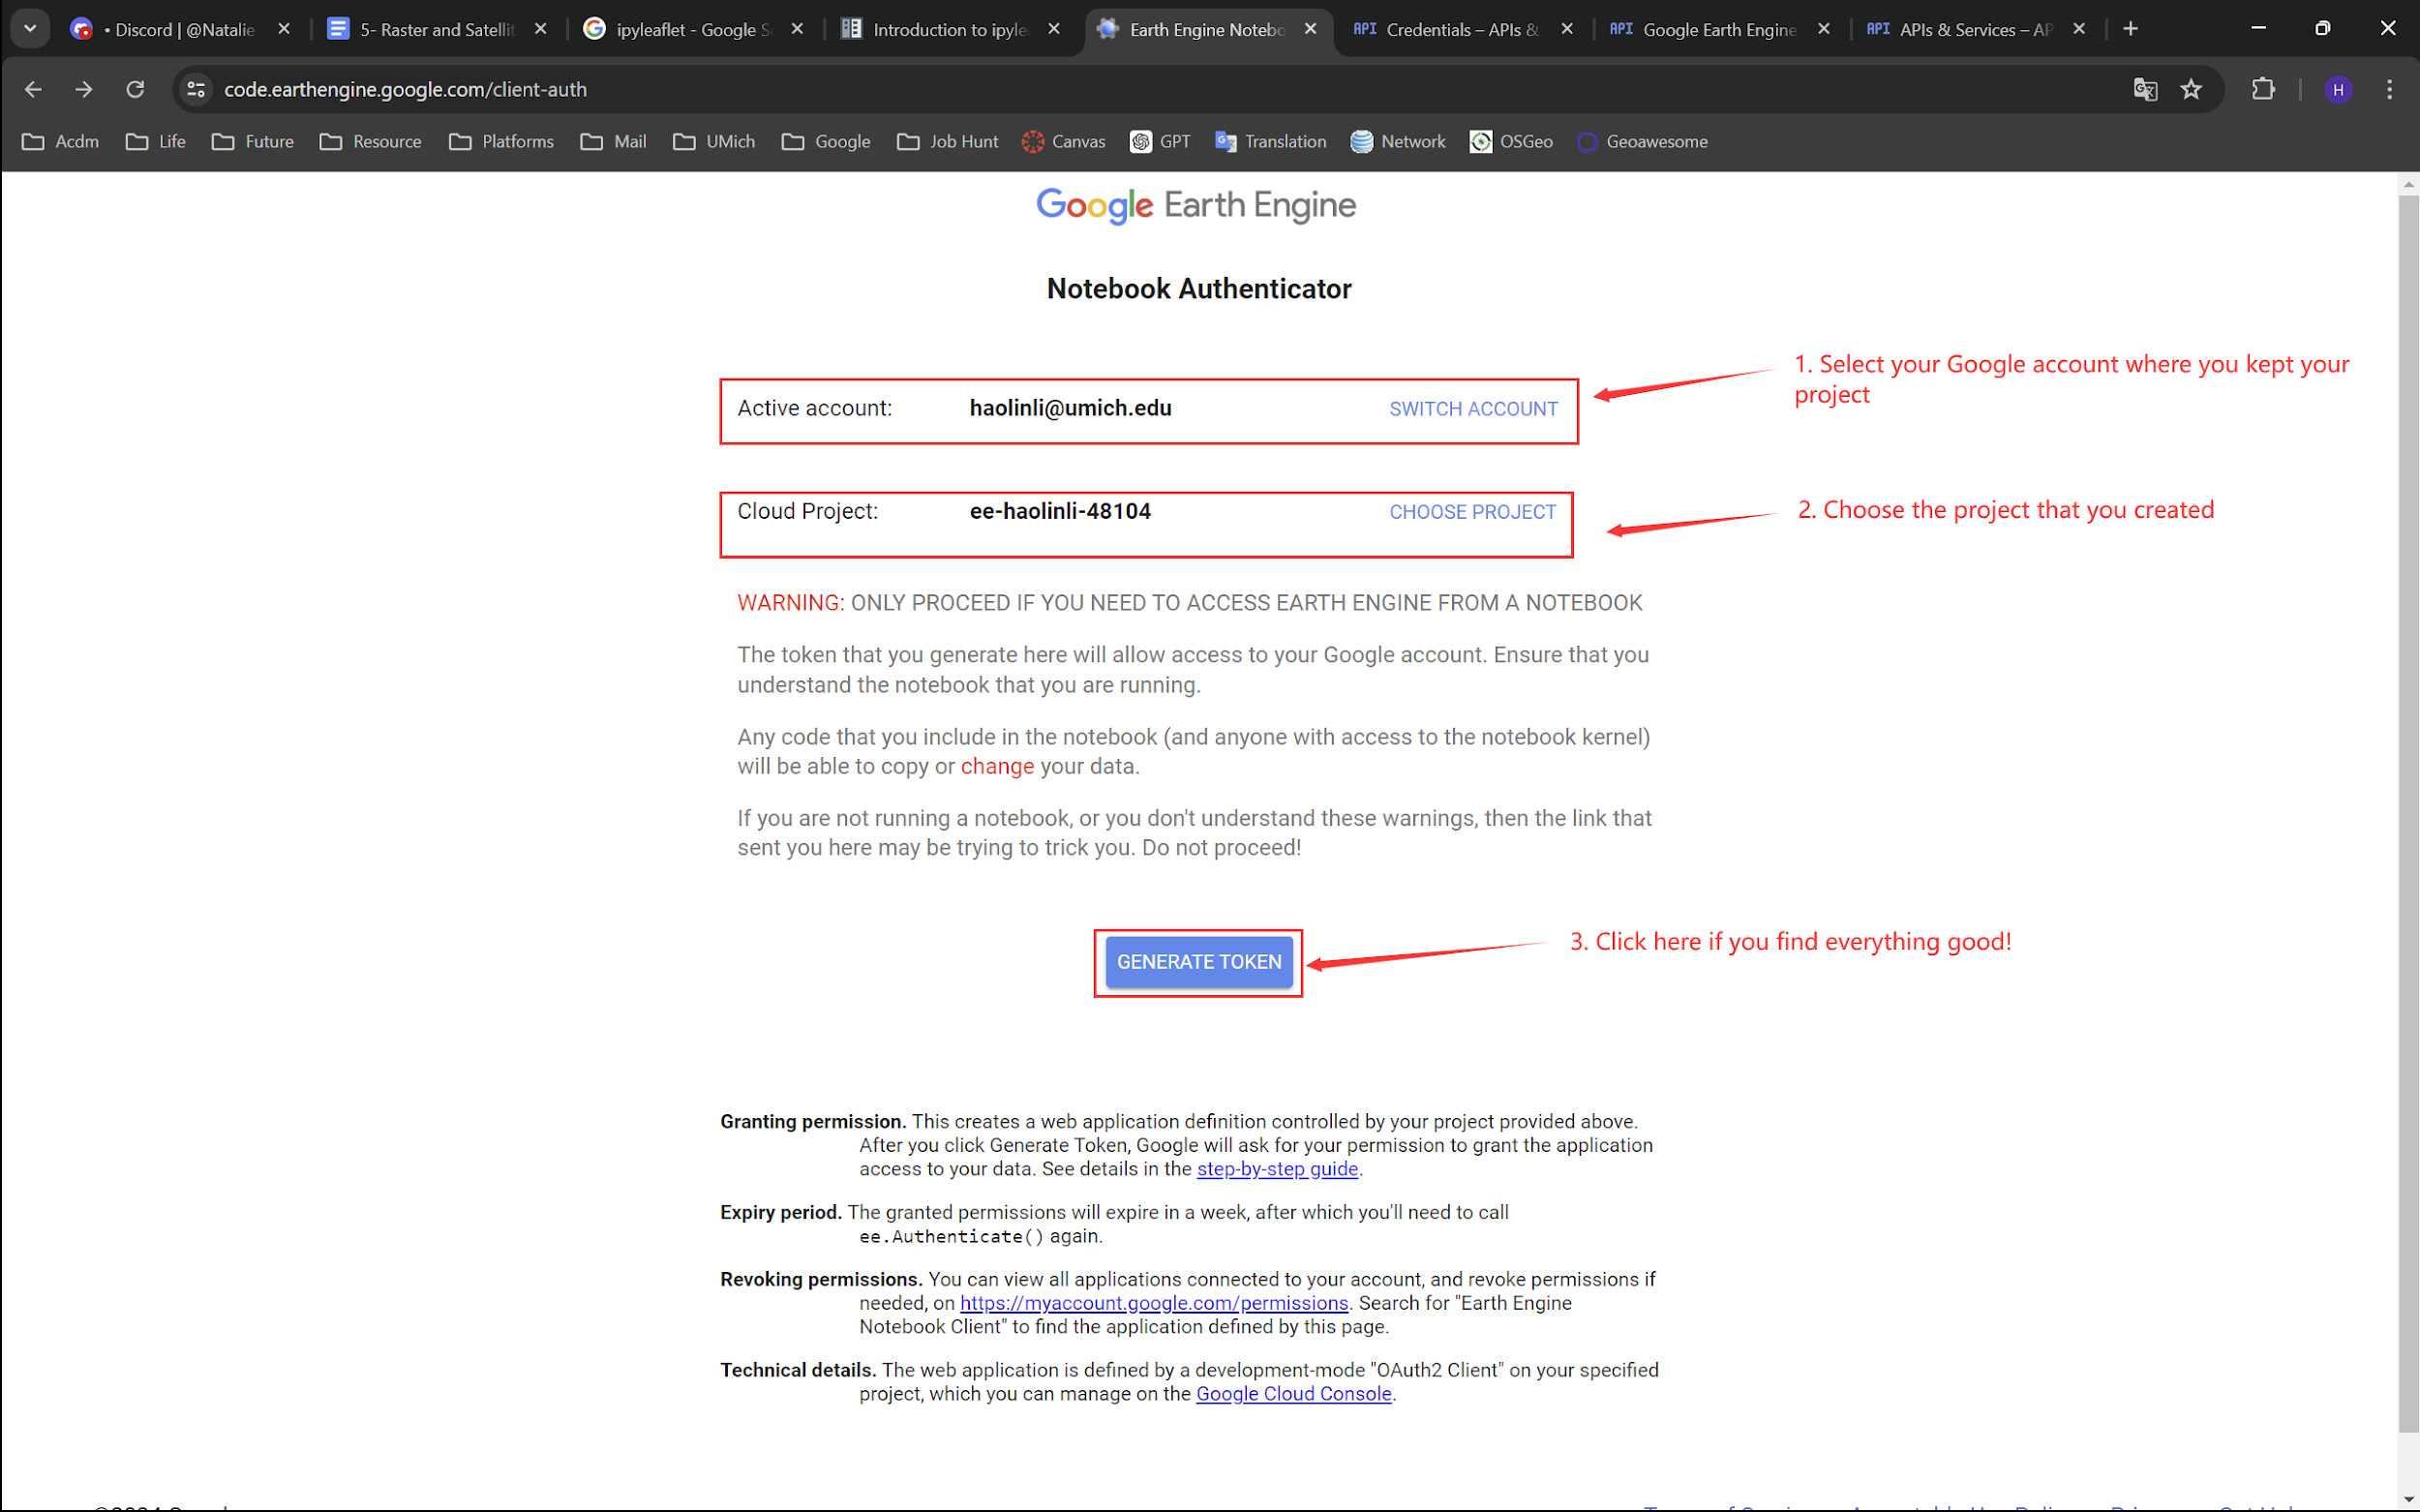 • Discord | @Natalie
5- Raster and Satellit
ipyleaflet - Google S
Introduction to ipyle
Earth Engine Notebo
API Credentials – APIs &
API Google Earth Engine
API APIs & Services – AP
code.earthengine.google.com/client-auth
H
Acdm Life Future Resource Platforms Mail UMich Google Job Hunt Canvas GPT Translation Network OSGeo Geoawesome
Google Earth Engine
Notebook Authenticator
1. Select your Google account where you kept your
project
Active account: haolinli@umich.edu SWITCH ACCOUNT
Cloud Project: ee-haolinli-48104 CHOOSE PROJECT
2. Choose the project that you created
WARNING: ONLY PROCEED IF YOU NEED TO ACCESS EARTH ENGINE FROM A NOTEBOOK
The token that you generate here will allow access to your Google account. Ensure that you
understand the notebook that you are running.
Any code that you include in the notebook (and anyone with access to the notebook kernel)
will be able to copy or change your data.
If you are not running a notebook, or you don't understand these warnings, then the link that
sent you here may be trying to trick you. Do not proceed!
GENERATE TOKEN
3. Click here if you find everything good!
Granting permission. This creates a web application definition controlled by your project provided above.
After you click Generate Token, Google will ask for your permission to grant the application
access to your data. See details in the step-by-step guide.
Expiry period. The granted permissions will expire in a week, after which you'll need to call
ee.Authenticate() again.
Revoking permissions. You can view all applications connected to your account, and revoke permissions if
needed, on https://myaccount.google.com/permissions. Search for "Earth Engine
Notebook Client" to find the application defined by this page.
Technical details. The web application is defined by a development-mode "OAuth2 Client" on your specified
project, which you can manage on the Google Cloud Console.